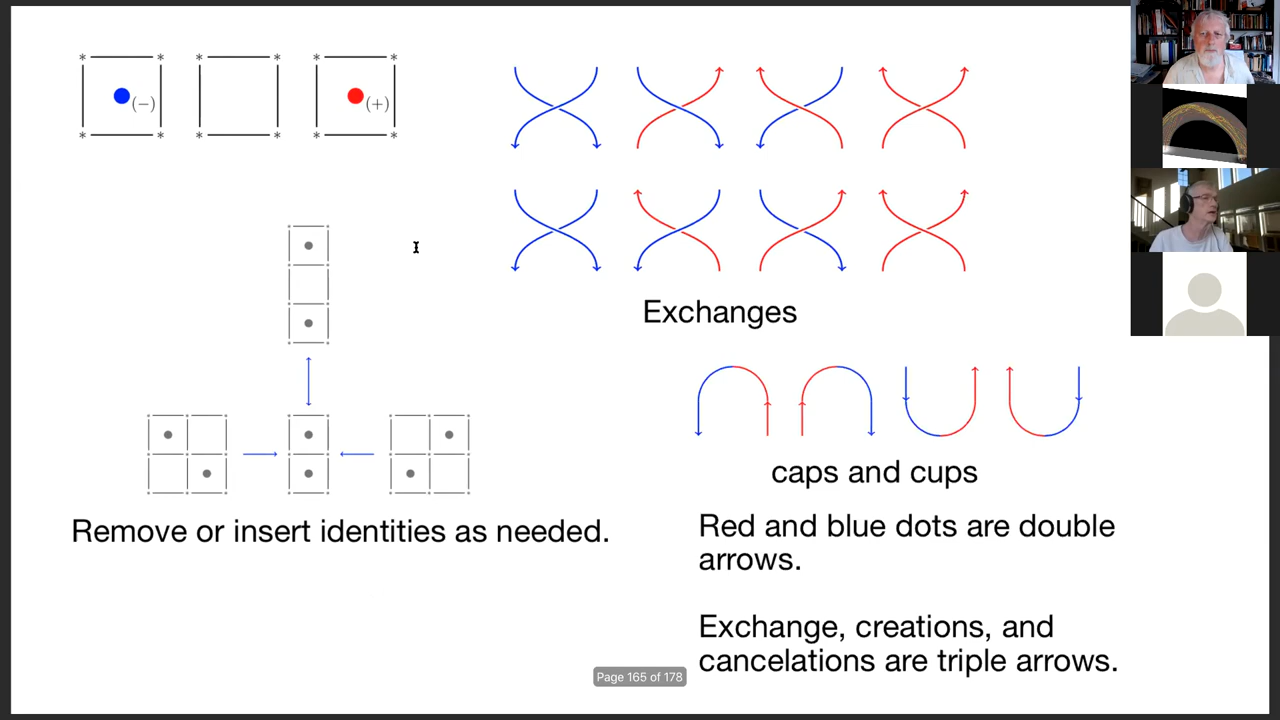 (−)
(+)
Exchanges
caps and cups
Remove or insert identities as needed.
Red and blue dots are double
arrows.
Exchange, creations, and
cancelations are triple arrows.
Page 165 of 178